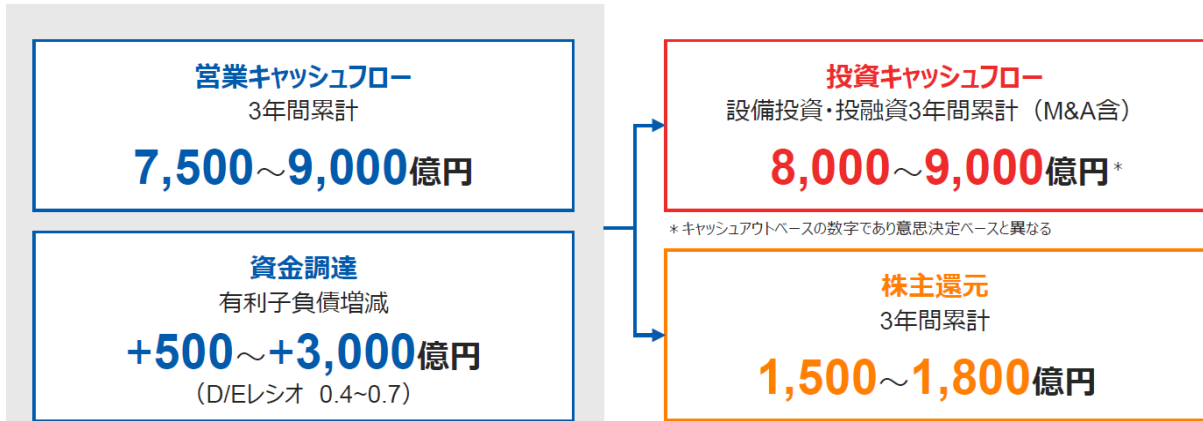 営業キャッシュフロー
3年間累計
7,500～9,000億円
資金調達
有利子負債増減
+500～+3,000億円
（D/Eレシオ 0.4~0.7）
投資キャッシュフロー
設備投資・投融資3年間累計（M&A含）
8,000～9,000億円*
*キャッシュアウトベースの数字であり意思決定ベースと異なる
株主還元
3年間累計
1,500～1,800億円